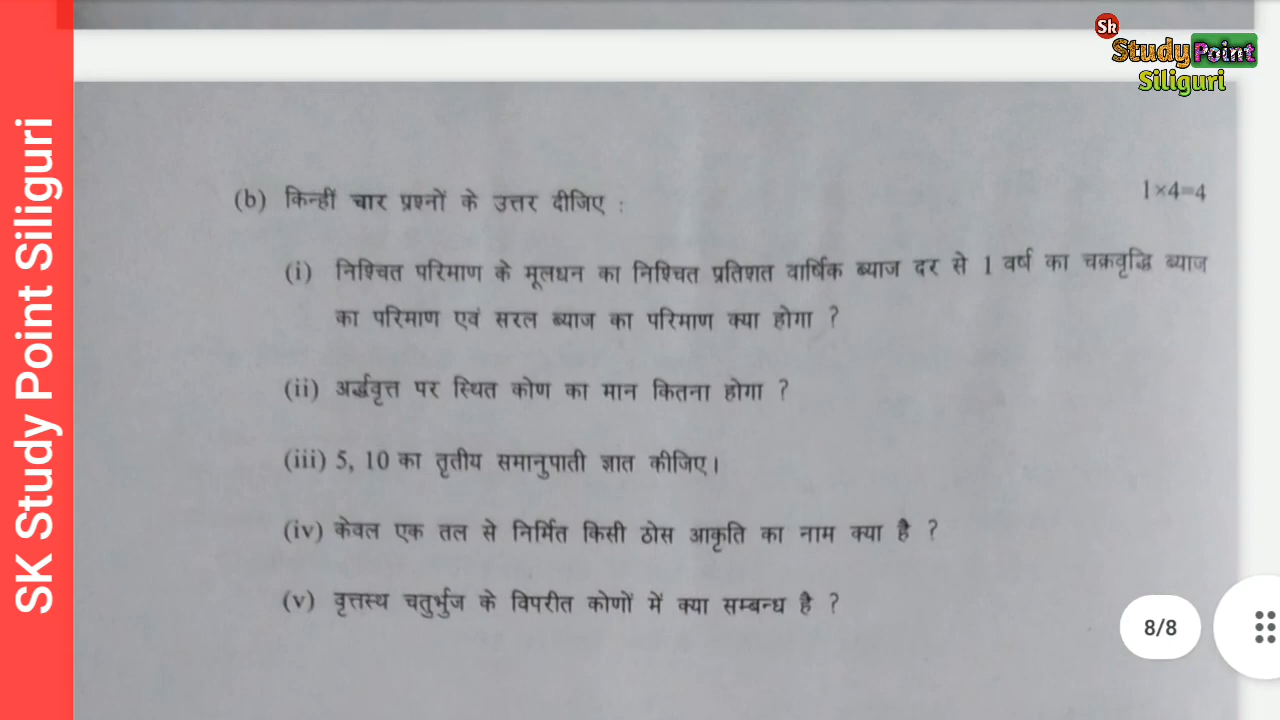 SK Study Point Siliguri
Sk
Study Point
Siliguri
(b) किन्हीं चार प्रश्नों के उत्तर दीजिए : 1×4=4
(i) निश्चित परिमाण के मूलधन का निश्चित प्रतिशत वार्षिक ब्याज दर से 1 वर्ष का चक्रवृद्धि ब्याज
का परिमाण एवं सरल ब्याज का परिमाण क्या होगा ?
(ii) अर्द्धवृत्त पर स्थित कोण का मान कितना होगा ?
(iii) 5, 10 का तृतीय समानुपाती ज्ञात कीजिए।
(iv) केवल एक तल से निर्मित किसी ठोस आकृति का नाम क्या है ?
(v) वृत्तस्थ चतुर्भुज के विपरीत कोणों में क्या सम्बन्ध है ?
8/8